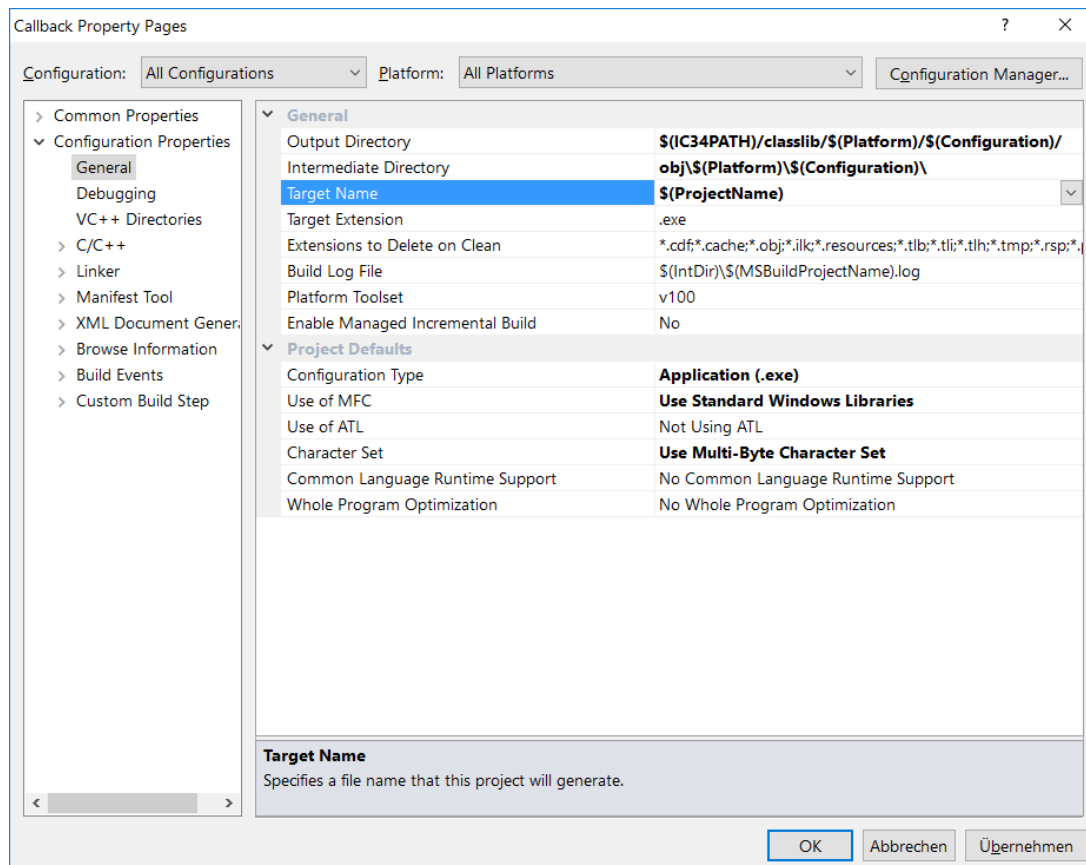 Callback Property Pages
Configuration: All Configurations Platform: All Platforms Configuration Manager...
Common Properties
Configuration Properties
General
Debugging
VC++ Directories
C/C++
Linker
Manifest Tool
XML Document Genera
Browse Information
Build Events
Custom Build Step
General
Output Directory $(IC34PATH)/classlib/$(Platform)/$(Configuration)/
Intermediate Directory obj\$(Platform)\$(Configuration)\
Target Name $(ProjectName)
Target Extension .exe
Extensions to Delete on Clean *.cdf;*.cache;*.obj;*.ilk;*.resources;*.tlb;*.tli;*.tlh;*.tmp;*.rsp;*.
Build Log File $(IntDir)\$(MSBuildProjectName).log
Platform Toolset v100
Enable Managed Incremental Build No
Project Defaults
Configuration Type Application (.exe)
Use of MFC Use Standard Windows Libraries
Use of ATL Not Using ATL
Character Set Use Multi-Byte Character Set
Common Language Runtime Support No Common Language Runtime Support
Whole Program Optimization No Whole Program Optimization
Target Name
Specifies a file name that this project will generate.
OK Abbrechen Übernehmen